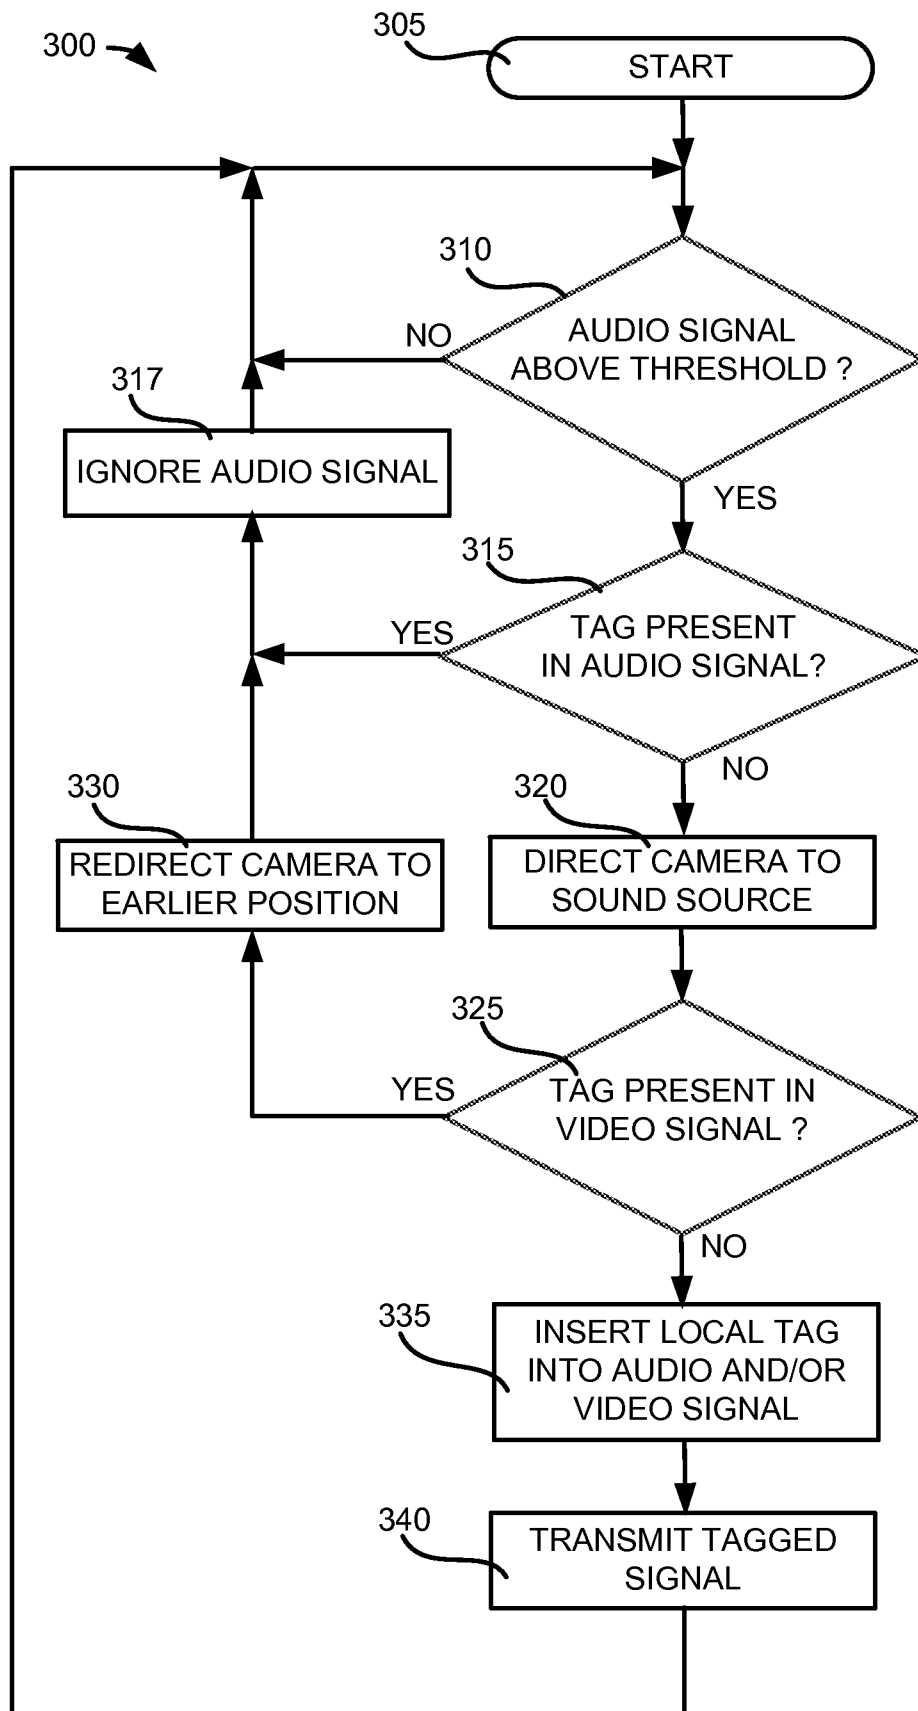 300
305
START
310
AUDIO SIGNAL
ABOVE THRESHOLD ?
NO
YES
317
IGNORE AUDIO SIGNAL
315
TAG PRESENT
IN AUDIO SIGNAL?
YES
NO
320
DIRECT CAMERA TO
SOUND SOURCE
330
REDIRECT CAMERA TO
EARLIER POSITION
325
TAG PRESENT IN
VIDEO SIGNAL ?
YES
NO
335
INSERT LOCAL TAG
INTO AUDIO AND/OR
VIDEO SIGNAL
340
TRANSMIT TAGGED
SIGNAL